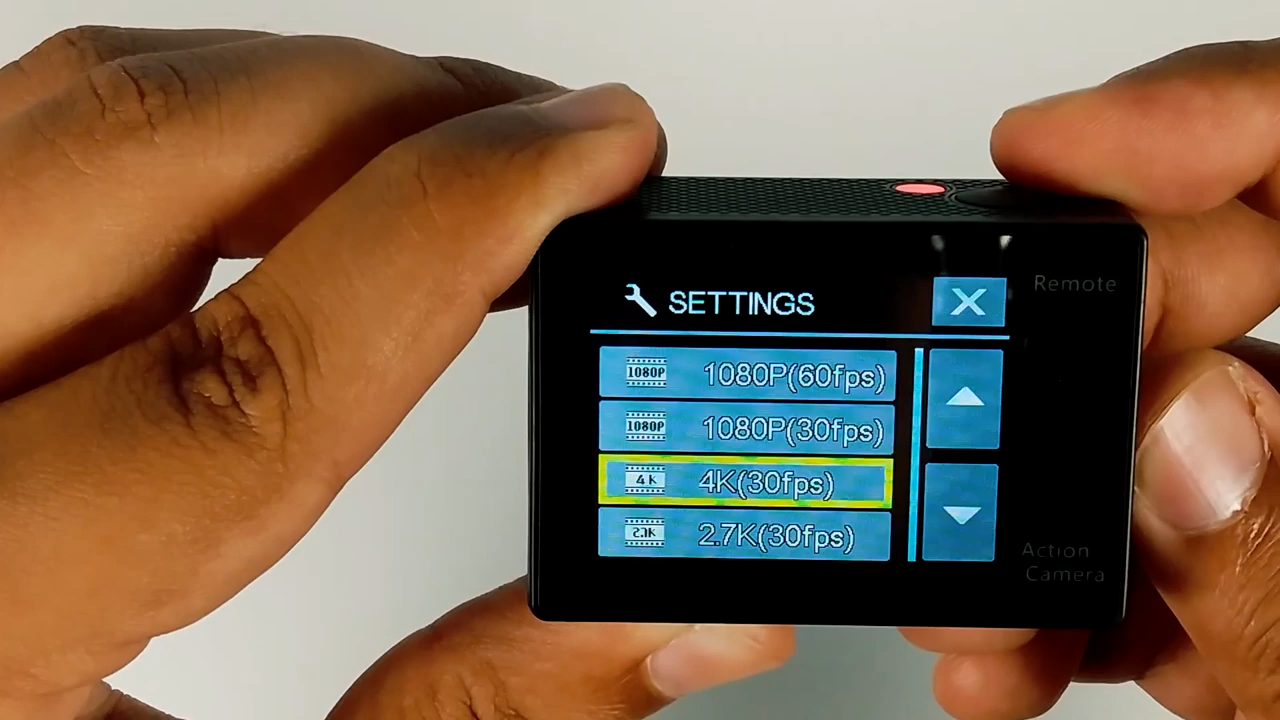 Remote
SETTINGS
1080P 1080P(60fps)
1080P 1080P(30fps)
4K 4K(30fps)
2.7K 2.7K(30fps)
Action
Camera